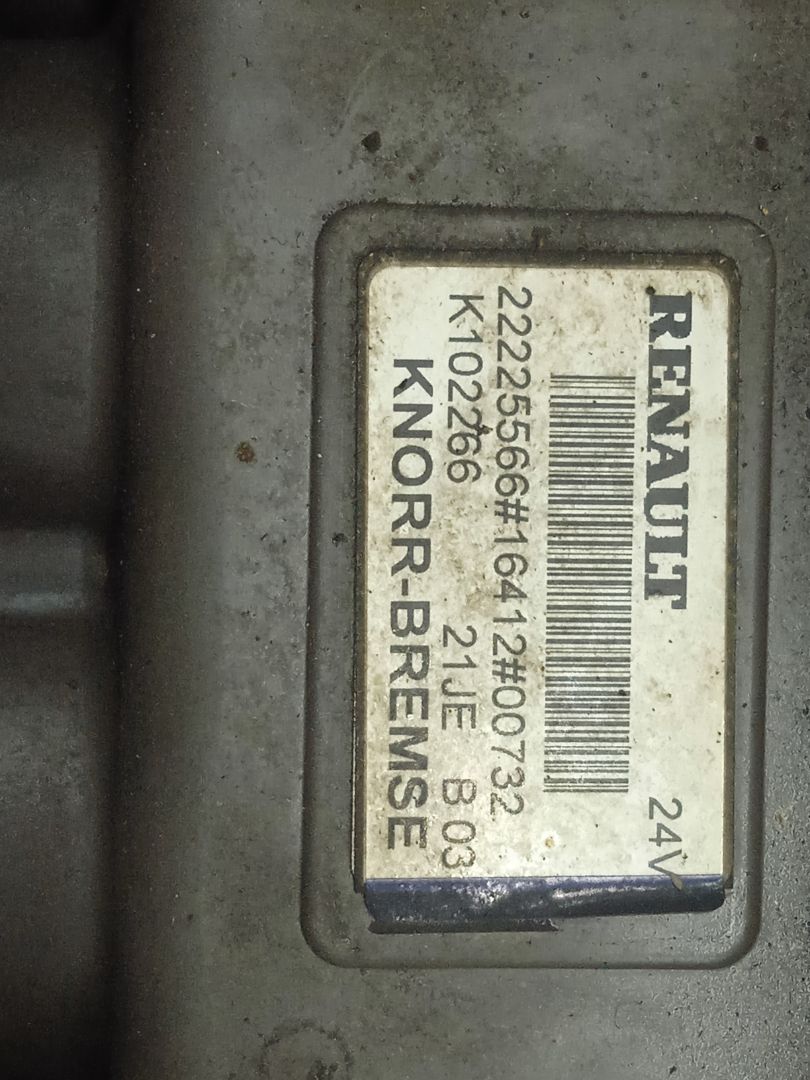 RENAULT 24V
22225566#16412#00732
K102266 21JE B 03
KNORR-BREMSE